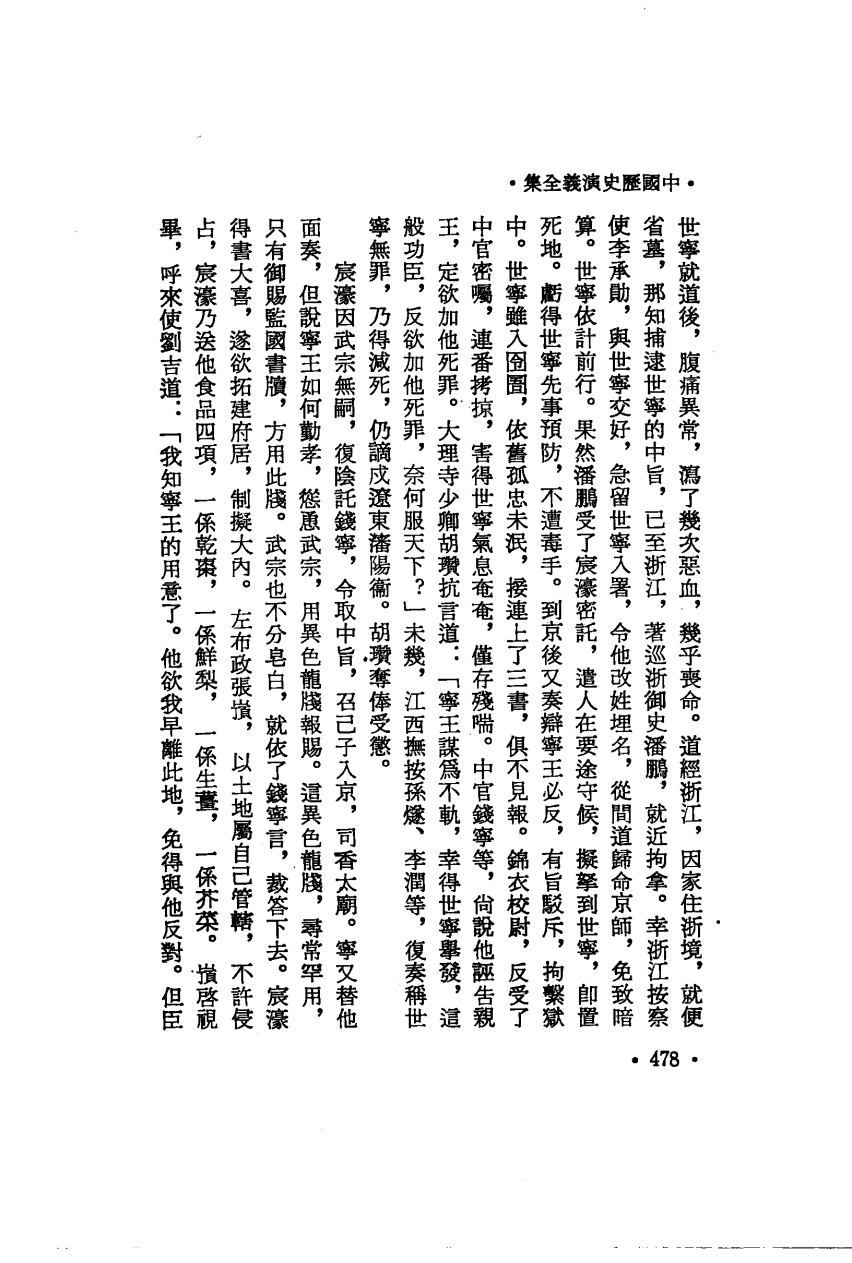 •中國歷史演義全集•
世寧就道後，腹痛異常，瀉了幾次惡血，幾乎喪命。道經浙江，因家住浙境，就便
省墓，那知捕逮世寧的中旨，已至浙江，著巡浙御史潘鵬，就近拘拿。幸浙江按察
使李承勛，與世寧交好，急留世寧入署，令他改姓埋名，從間道歸命京師，免致暗
算。世寧依計前行。果然潘鵬受了宸濠密託，遣人在要途守候，擬拏到世寧，卽置
死地。虧得世寧先事預防，不遭毒手。到京後又奏辯寧王必反，有旨駁斥，拘繫獄
中。世寧雖入囹圄，依舊孤忠未泯，接連上了三書，俱不見報。錦衣校尉，反受了
中官密囑，連番拷掠，害得世寧氣息奄奄，僅存殘喘。中官錢寧等，尙說他誣告親
王，定欲加他死罪。大理寺少卿胡瓚抗言道：「寧王謀爲不軌，幸得世寧舉發，這
般功臣，反欲加他死罪，奈何服天下？」未幾，江西撫按孫燧、李潤等，復奏稱世
寧無罪，乃得減死，仍謫戍遼東瀋陽衞。胡瓚奪俸受懲。
宸濠因武宗無嗣，復陰託錢寧，令取中旨，召己子入京，司香太廟。寧又替他
面奏，但說寧王如何勤孝，慫恿武宗，用異色龍牋報賜。這異色龍牋，尋常罕用，
只有御賜監國書牘，方用此牋。武宗也不分皂白，就依了錢寧言，裁答下去。宸濠
得書大喜，遂欲拓建府居，制擬大內。左布政張嵿，以土地屬自己管轄，不許侵
占，宸濠乃送他食品四項，一係乾棗，一係鮮梨，一係生薑，一係芥菜。嵿啓視
畢，呼來使劉吉道：「我知寧王的用意了。他欲我早離此地，免得與他反對。但臣
•478•